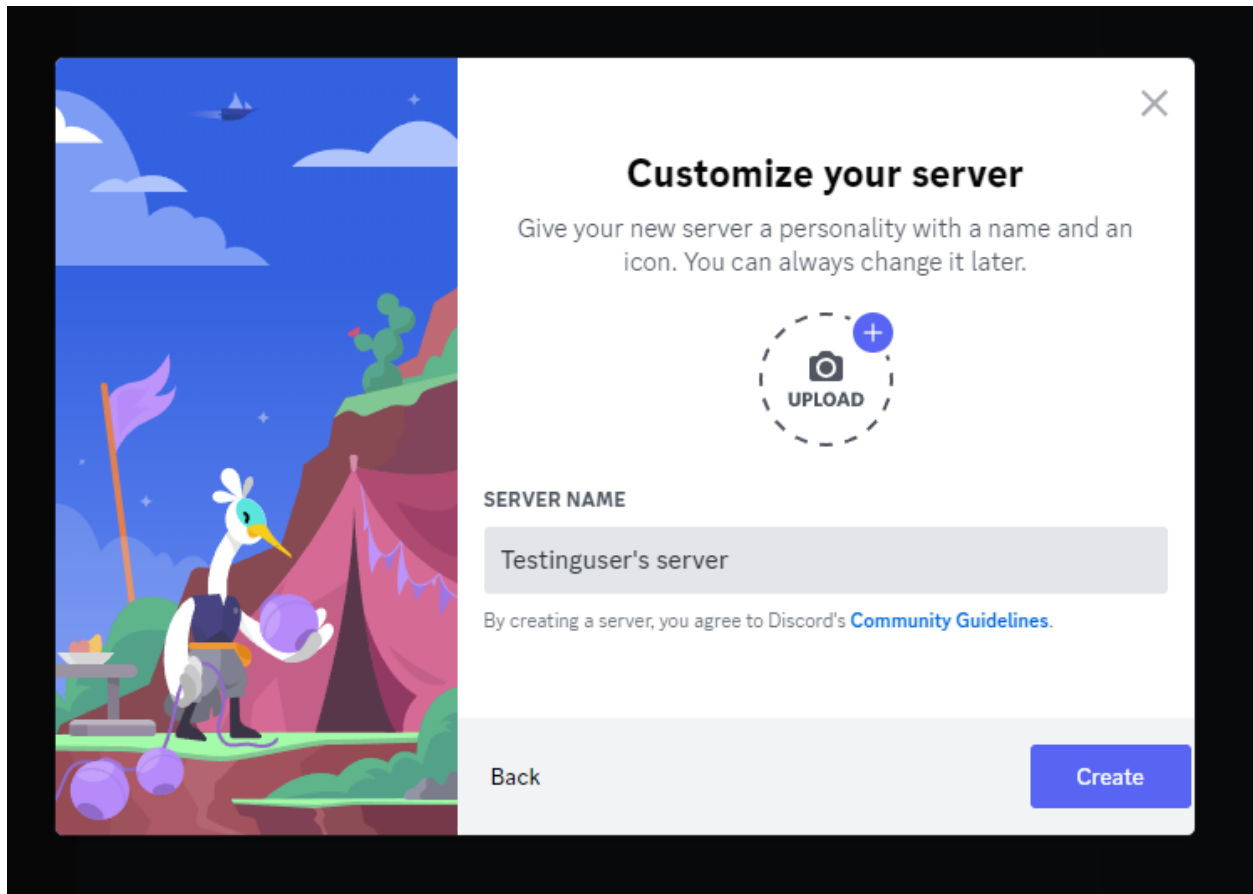 Customize your server
Give your new server a personality with a name and an
icon. You can always change it later.
UPLOAD
SERVER NAME
Testinguser's server
By creating a server, you agree to Discord's Community Guidelines.
Back
Create